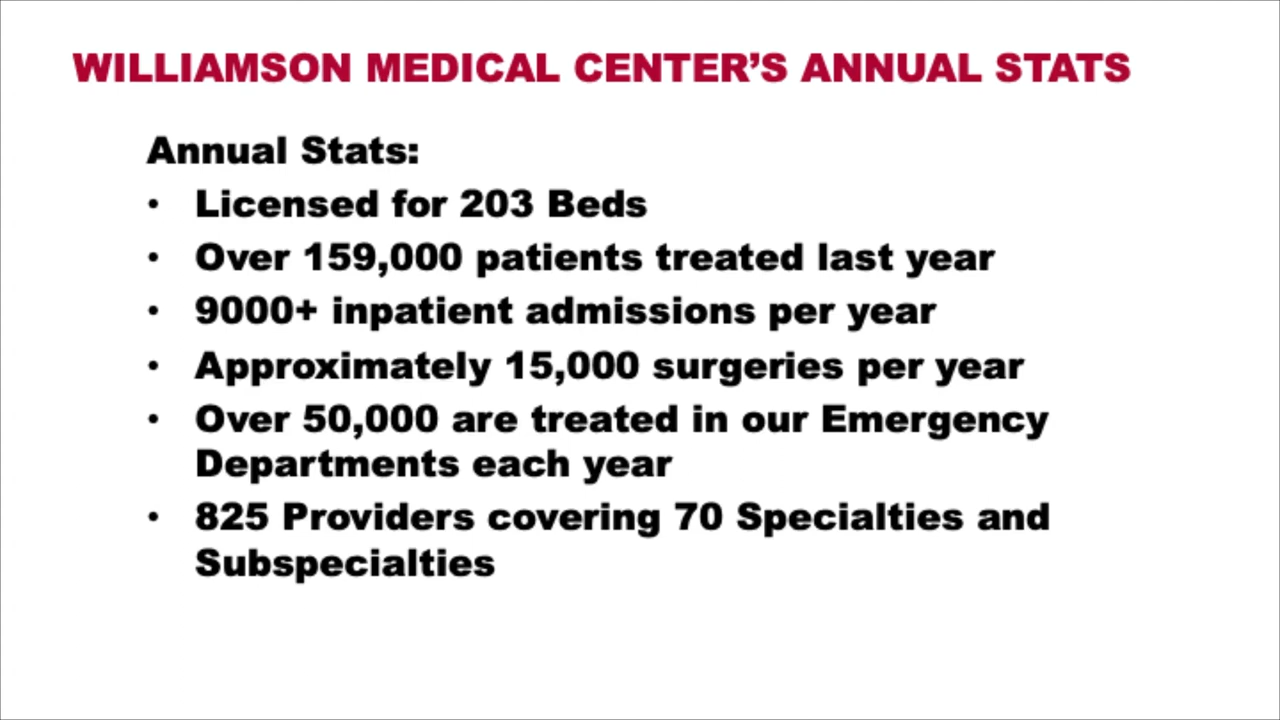 WILLIAMSON MEDICAL CENTER’S ANNUAL STATS
Annual Stats:
• Licensed for 203 Beds
• Over 159,000 patients treated last year
• 9000+ inpatient admissions per year
• Approximately 15,000 surgeries per year
• Over 50,000 are treated in our Emergency
Departments each year
• 825 Providers covering 70 Specialties and
Subspecialties